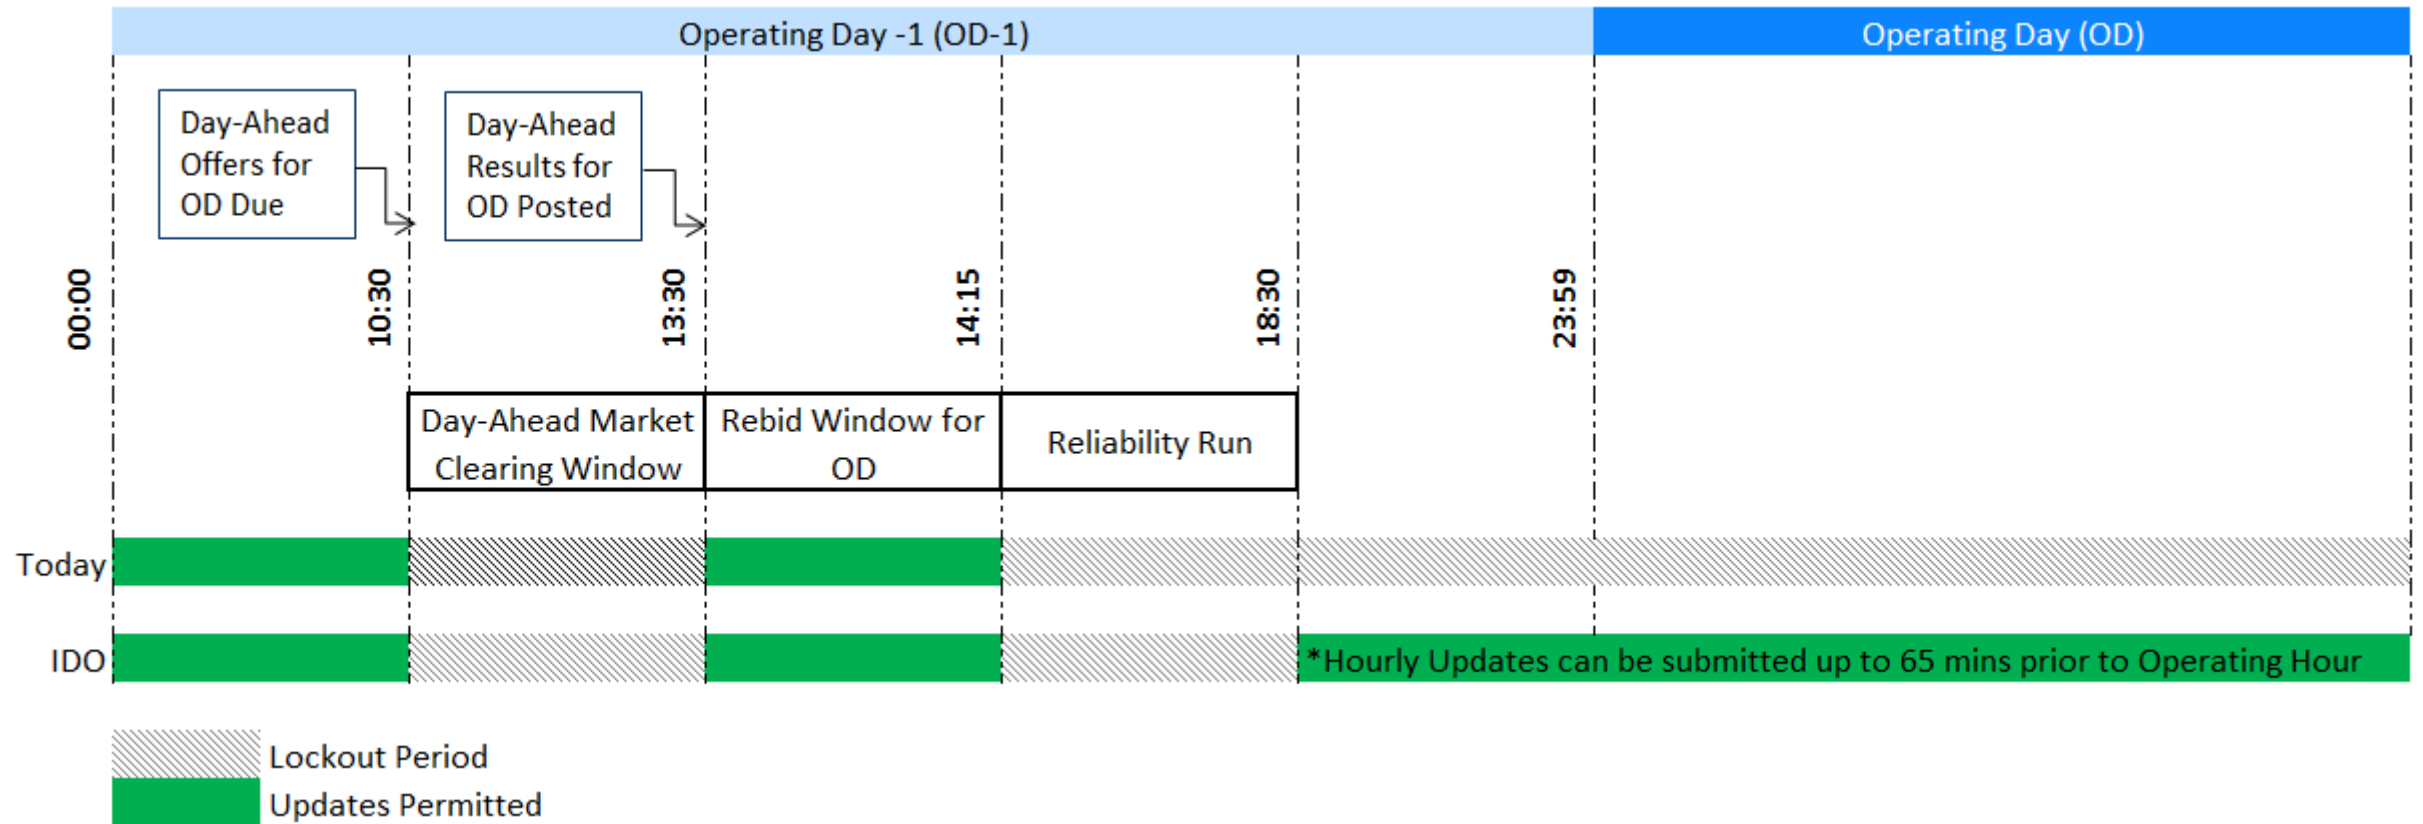 Operating Day -1 (OD-1)
Operating Day (OD)
Day-Ahead
Offers for
OD Due
Day-Ahead
Results for
OD Posted
00:00
10:30
13:30
14:15
18:30
23:59
Day-Ahead Market
Clearing Window
Rebid Window for
OD
Reliability Run
Today
IDO
*Hourly Updates can be submitted up to 65 mins prior to Operating Hour
Lockout Period
Updates Permitted